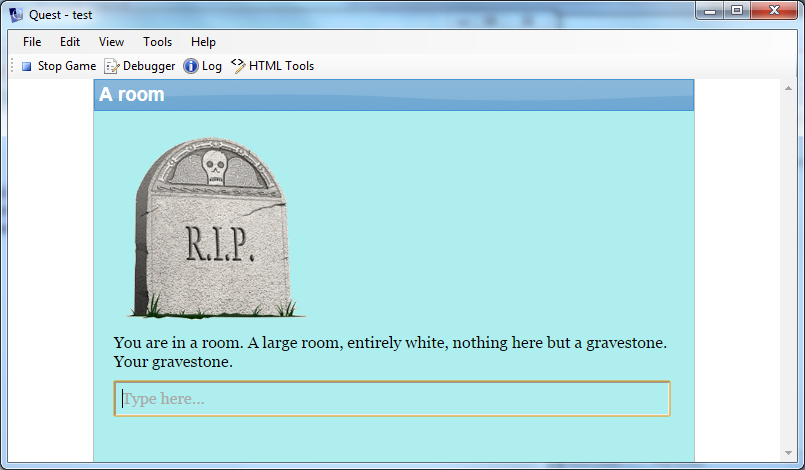 Quest - test
File Edit View Tools Help
Stop Game Debugger Log HTML Tools
A room
R.I.P.
You are in a room. A large room, entirely white, nothing here but a gravestone.
Your gravestone.
Type here...